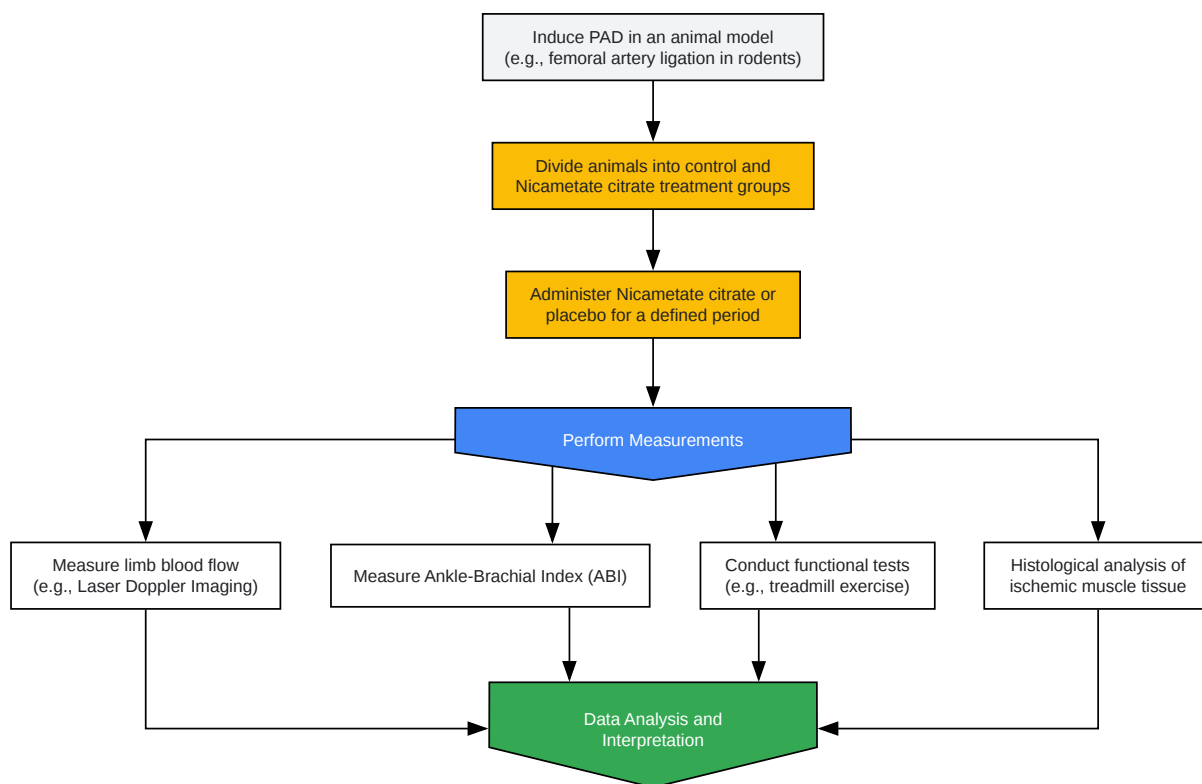 Induce PAD in an animal model
(e.g., femoral artery ligation in rodents)
Divide animals into control and
Nicametate citrate treatment groups
Administer Nicametate citrate or
placebo for a defined period
Perform Measurements
Measure limb blood flow
(e.g., Laser Doppler Imaging)
Measure Ankle-Brachial Index (ABI)
Conduct functional tests
(e.g., treadmill exercise)
Histological analysis of
ischemic muscle tissue
Data Analysis and
Interpretation